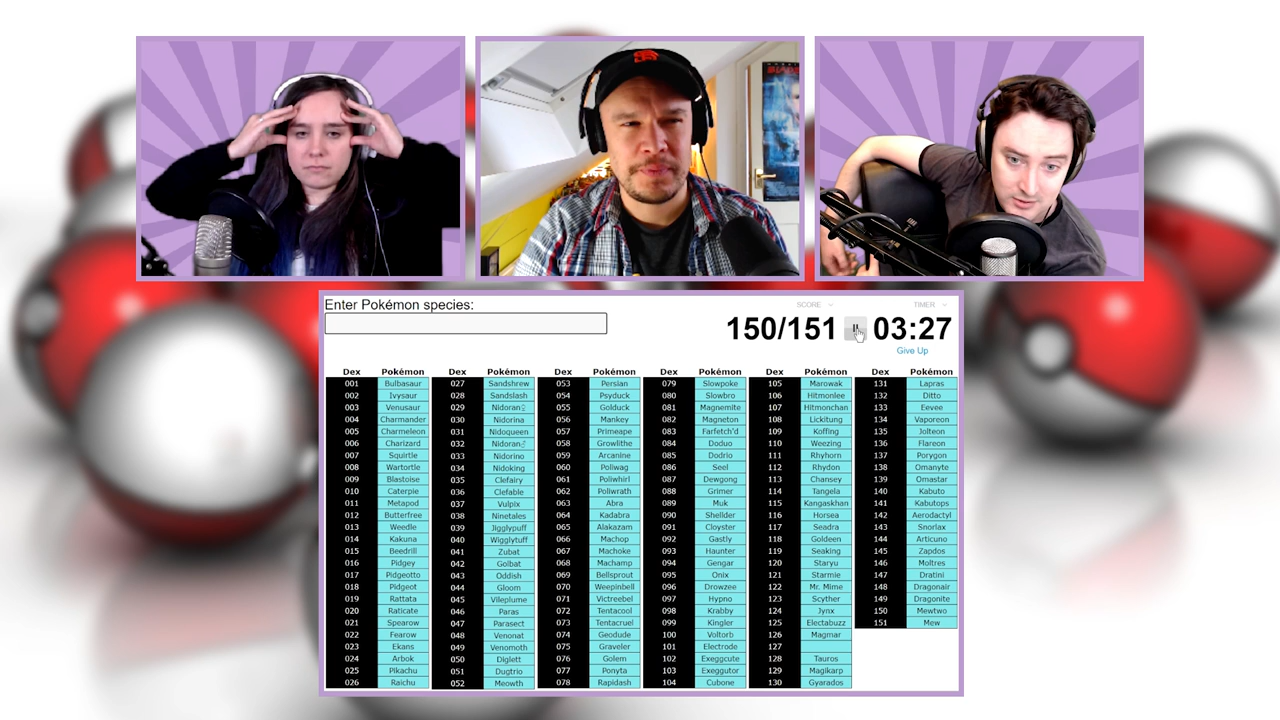 Enter Pokémon species:
SCORE
TIMER
150/151
03:27
Give Up
Dex Pokémon Dex Pokémon Dex Pokémon Dex Pokémon Dex Pokémon Dex Pokémon
001 Bulbasaur 027 Sandshrew 053 Persian 079 Slowpoke 105 Marowak 131 Lapras
002 Ivysaur 028 Sandslash 054 Psyduck 080 Slowbro 106 Hitmonlee 132 Ditto
003 Venusaur 029 Nidoran♀ 055 Golduck 081 Magnemite 107 Hitmonchan 133 Eevee
004 Charmander 030 Nidorina 056 Mankey 082 Magneton 108 Lickitung 134 Vaporeon
005 Charmeleon 031 Nidoqueen 057 Primeape 083 Farfetch'd 109 Koffing 135 Jolteon
006 Charizard 032 Nidoran♂ 058 Growlithe 084 Doduo 110 Weezing 136 Flareon
007 Squirtle 033 Nidorino 059 Arcanine 085 Dodrio 111 Rhyhorn 137 Porygon
008 Wartortle 034 Nidoking 060 Poliwag 086 Seel 112 Rhydon 138 Omanyte
009 Blastoise 035 Clefairy 061 Poliwhirl 087 Dewgong 113 Chansey 139 Omastar
010 Caterpie 036 Clefable 062 Poliwrath 088 Grimer 114 Tangela 140 Kabuto
011 Metapod 037 Vulpix 063 Abra 089 Muk 115 Kangaskhan 141 Kabutops
012 Butterfree 038 Ninetales 064 Kadabra 090 Shellder 116 Horsea 142 Aerodactyl
013 Weedle 039 Jigglypuff 065 Alakazam 091 Cloyster 117 Seadra 143 Snorlax
014 Kakuna 040 Wigglytuff 066 Machop 092 Gastly 118 Goldeen 144 Articuno
015 Beedrill 041 Zubat 067 Machoke 093 Haunter 119 Seaking 145 Zapdos
016 Pidgey 042 Golbat 068 Machamp 094 Gengar 120 Staryu 146 Moltres
017 Pidgeotto 043 Oddish 069 Bellsprout 095 Onix 121 Starmie 147 Dratini
018 Pidgeot 044 Gloom 070 Weepinbell 096 Drowzee 122 Mr. Mime 148 Dragonair
019 Rattata 045 Vileplume 071 Victreebel 097 Hypno 123 Scyther 149 Dragonite
020 Raticate 046 Paras 072 Tentacool 098 Krabby 124 Jynx 150 Mewtwo
021 Spearow 047 Parasect 073 Tentacruel 099 Kingler 125 Electabuzz 151 Mew
022 Fearow 048 Venonat 074 Geodude 100 Voltorb 126 Magmar
023 Ekans 049 Venomoth 075 Graveler 101 Electrode 127
024 Arbok 050 Diglett 076 Golem 102 Exeggcute 128 Tauros
025 Pikachu 051 Dugtrio 077 Ponyta 103 Exeggutor 129 Magikarp
026 Raichu 052 Meowth 078 Rapidash 104 Cubone 130 Gyarados